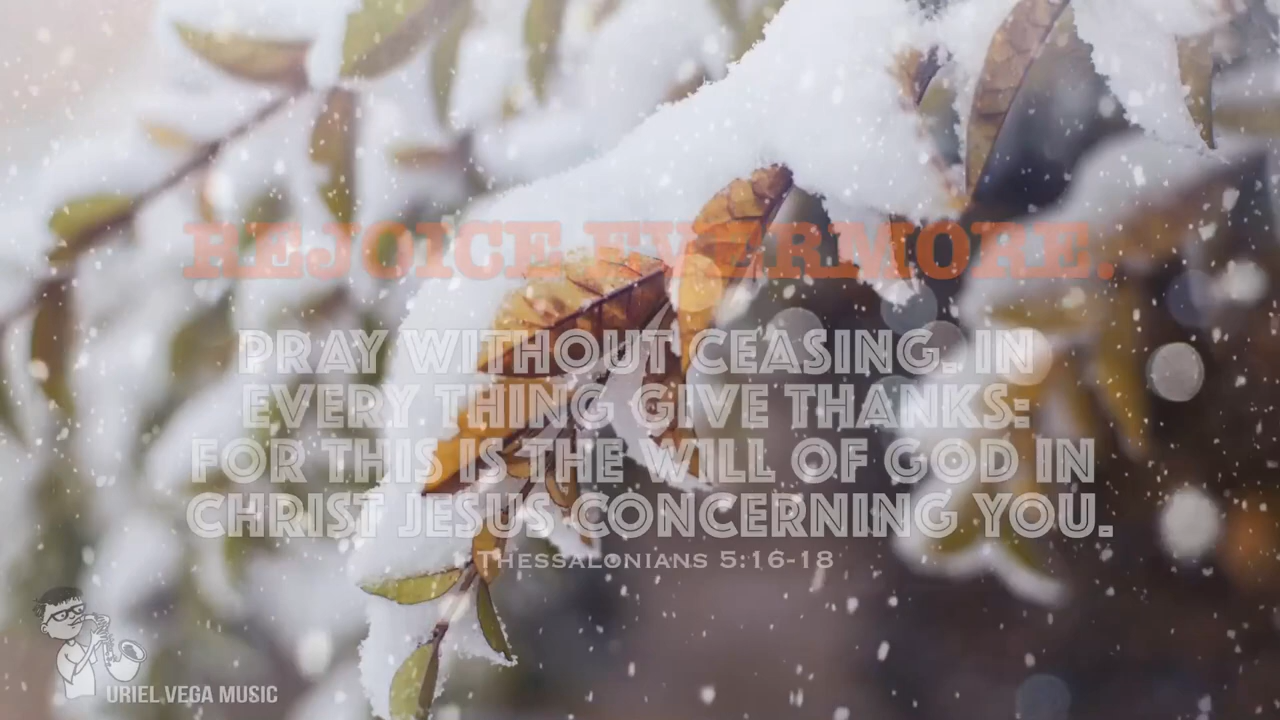 REJOICE EVERMORE.
PRAY WITHOUT CEASING. IN
EVERY THING GIVE THANKS:
FOR THIS IS THE WILL OF GOD IN
CHRIST JESUS CONCERNING YOU.
THESSALONIANS 5:16-18
URIEL VEGA MUSIC